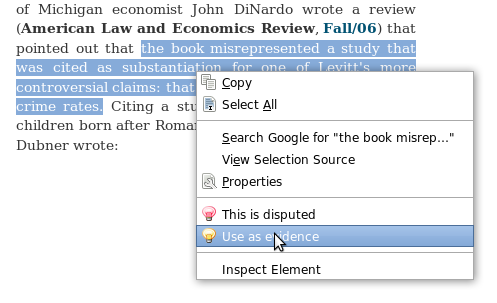 of Michigan economist John DiNardo wrote a review
(American Law and Economics Review, Fall/06) that
pointed out that the book misrepresented a study that
was cited as substantiation for one of Levitt's more
controversial claims: that
crime rates. Citing a stu
children born after Roman
Dubner wrote:
Copy
Select All
Search Google for "the book misrep..."
View Selection Source
Properties
This is disputed
Use as evidence
Inspect Element